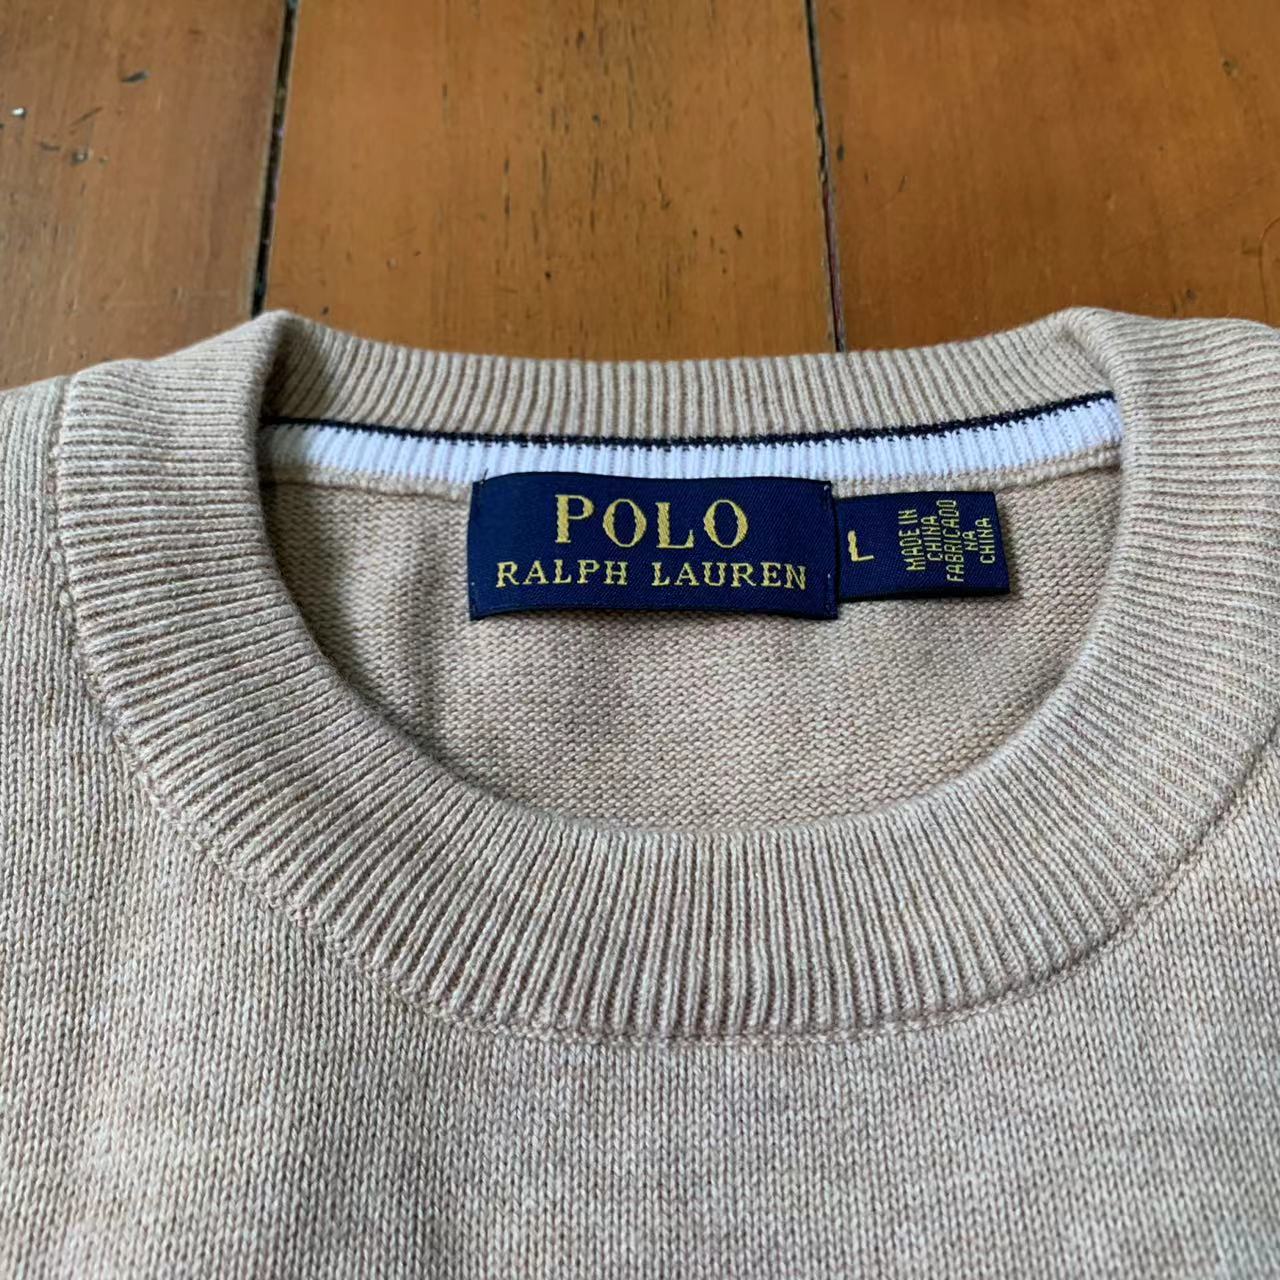 POLO
RALPH LAUREN
L
MADE IN
CHINA
FABRICADO
NA
CHINA